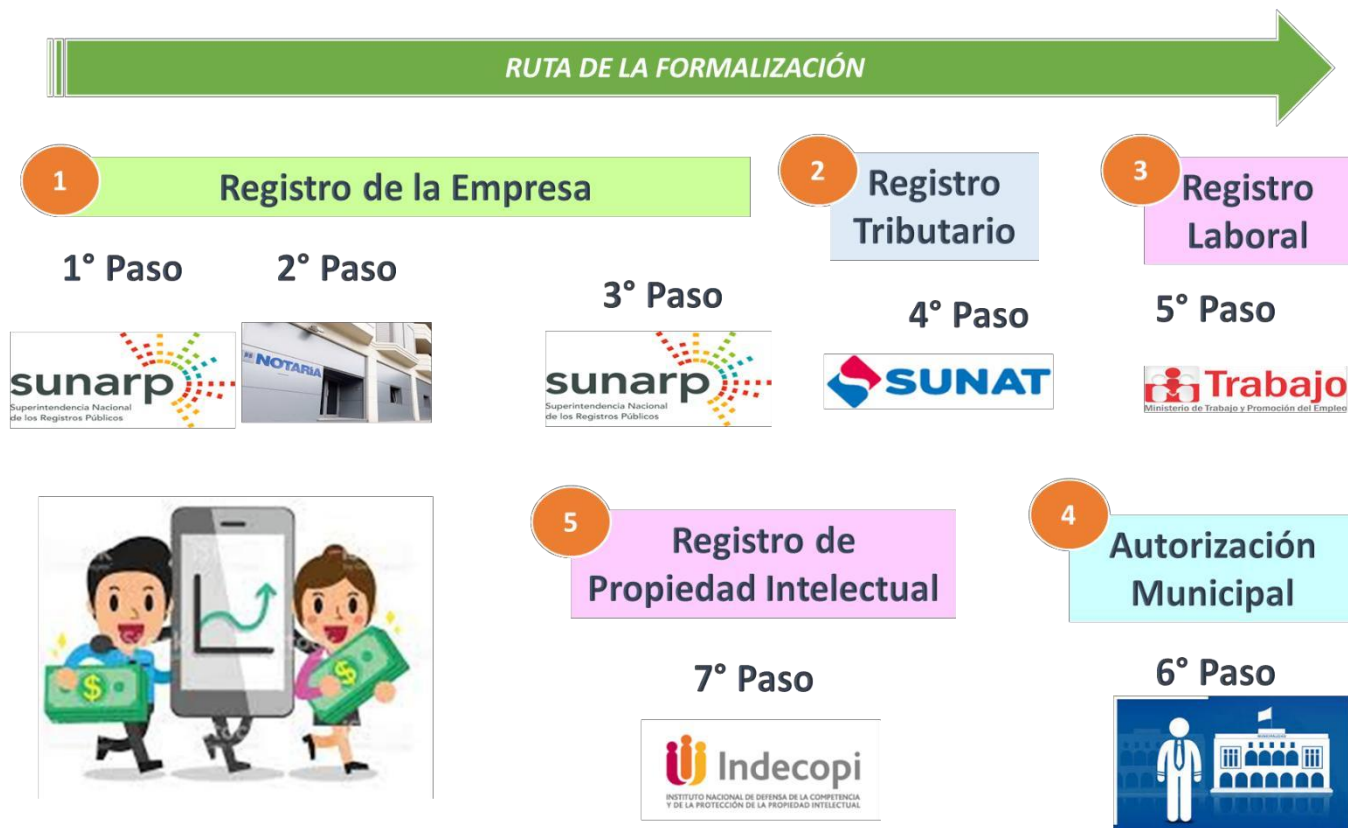 RUTA DE LA FORMALIZACIÓN
1
Registro de la Empresa
2
Registro
Tributario
3
Registro
Laboral
1° Paso
2° Paso
3° Paso
4° Paso
5° Paso
sunarp
Superintendencia Nacional
de los Registros Públicos
NOTARIA
sunarp
Superintendencia Nacional
de los Registros Públicos
SUNAT
Trabajo
Ministerio de Trabajo y Promoción del Empleo
5
Registro de
Propiedad Intelectual
4
Autorización
Municipal
7° Paso
6° Paso
Indecopi
INSTITUTO NACIONAL DE DEFENSA DE LA COMPETENCIA
Y DE LA PROTECCIÓN DE LA PROPIEDAD INTELECTUAL
$
$